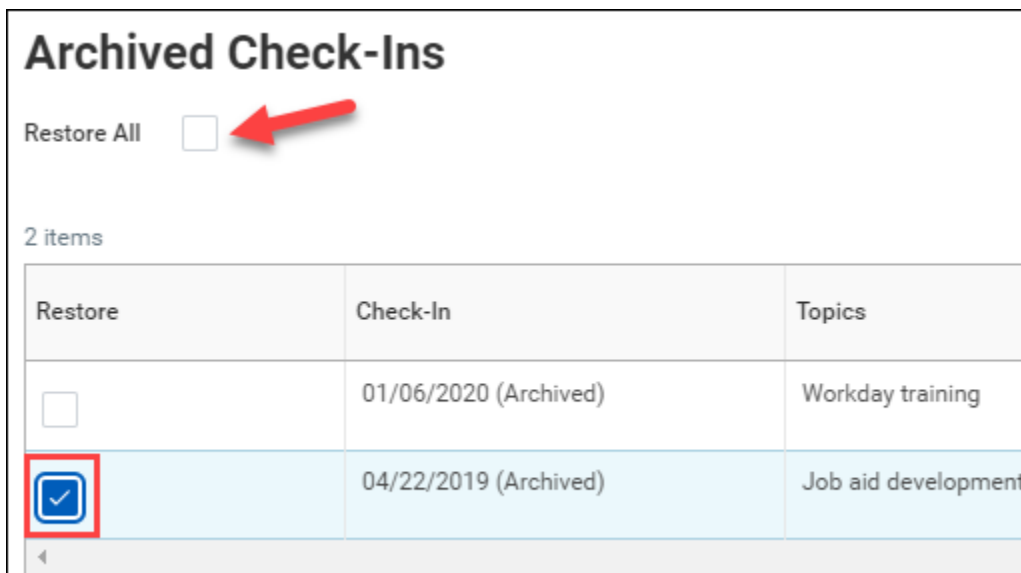 Archived Check-Ins
Restore All
2 items
Restore Check-In Topics
01/06/2020 (Archived) Workday training
04/22/2019 (Archived) Job aid development